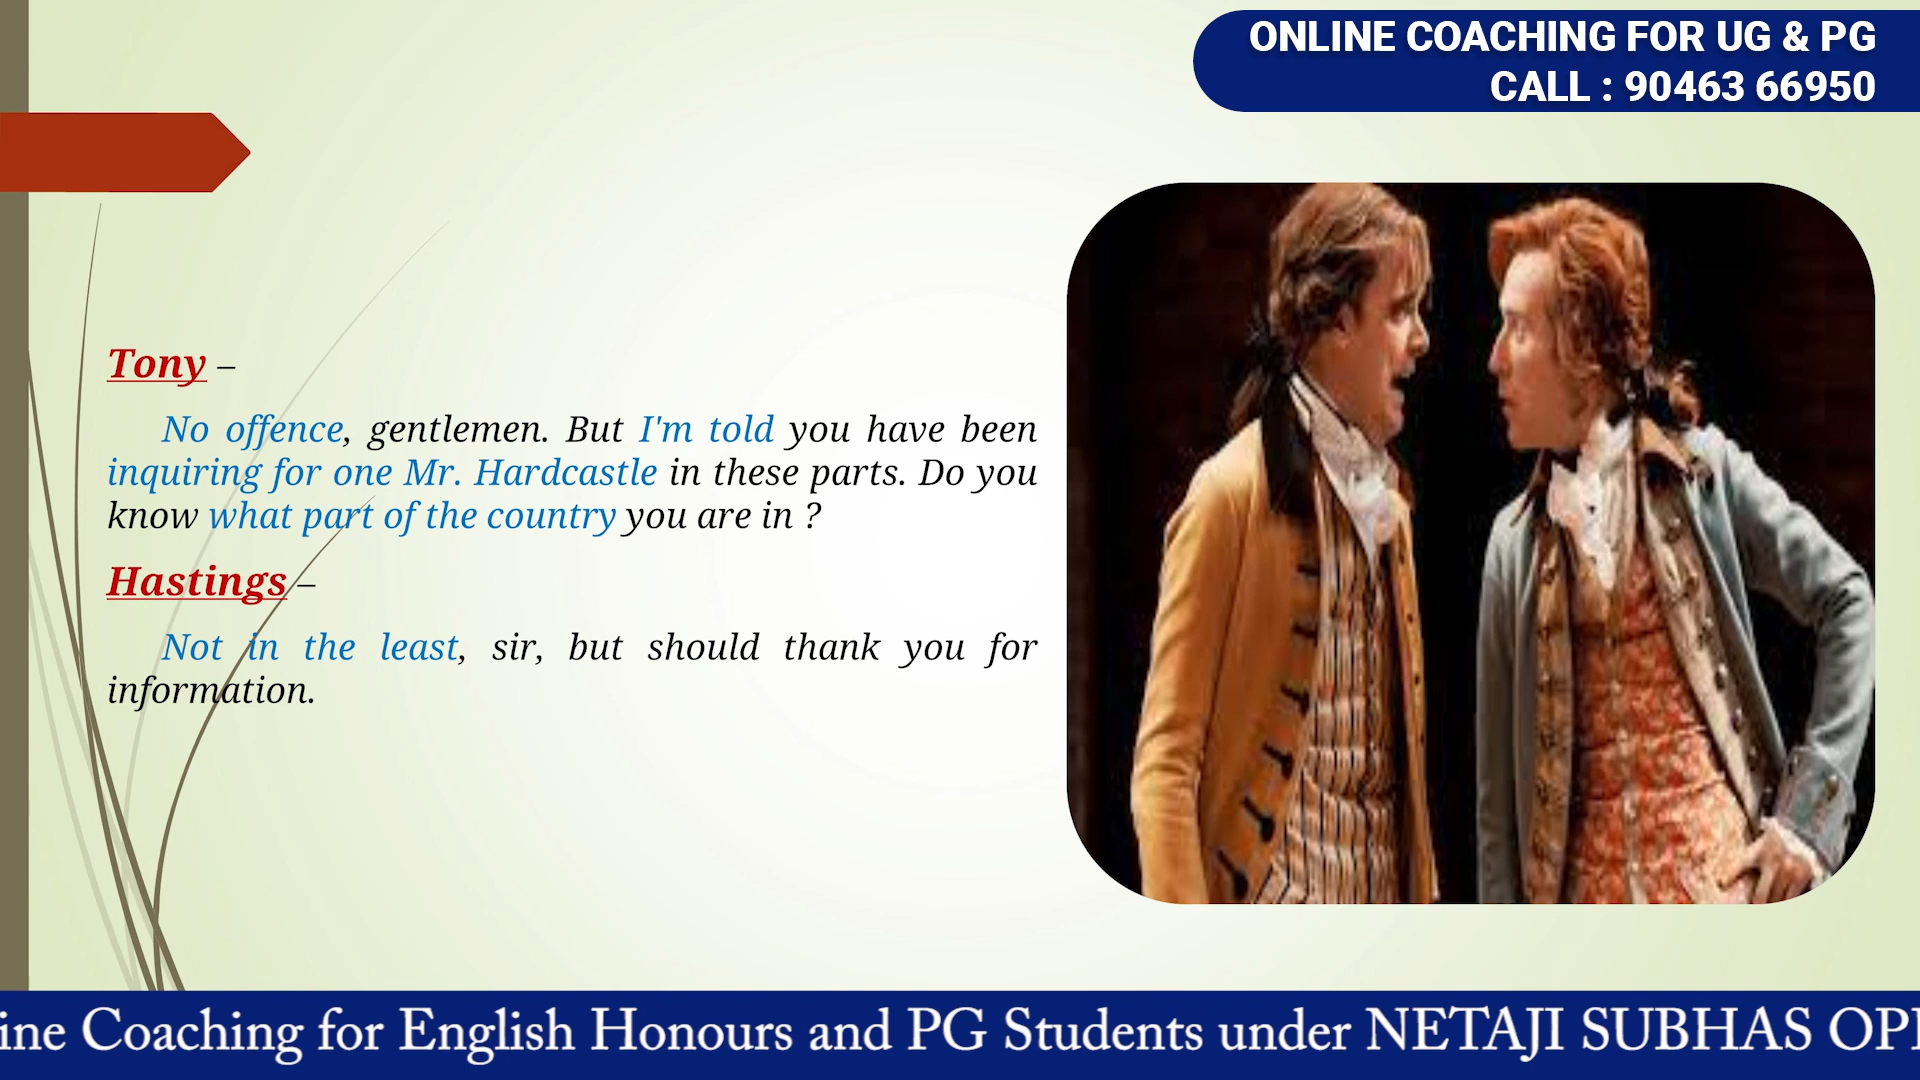 ONLINE COACHING FOR UG & PG
CALL : 90463 66950
Tony –
No offence, gentlemen. But I'm told you have been
inquiring for one Mr. Hardcastle in these parts. Do you
know what part of the country you are in ?
Hastings –
Not in the least, sir, but should thank you for
information.
ine Coaching for English Honours and PG Students under NETAJI SUBHAS OP